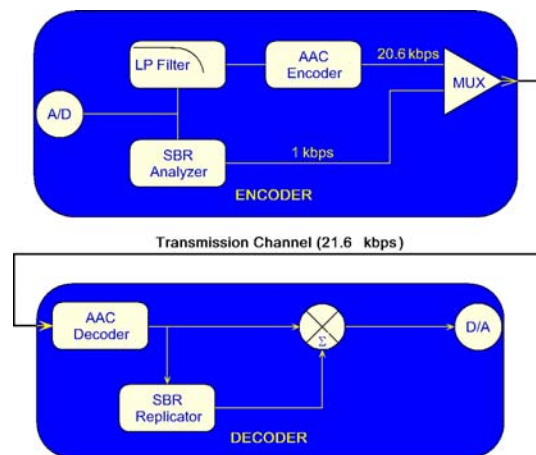 LP Filter
AAC
Encoder
20.6 kbps
MUX
A/D
SBR
Analyzer
1 kbps
ENCODER
Transmission Channel (21.6 kbps)
AAC
Decoder
Σ
D/A
SBR
Replicator
DECODER